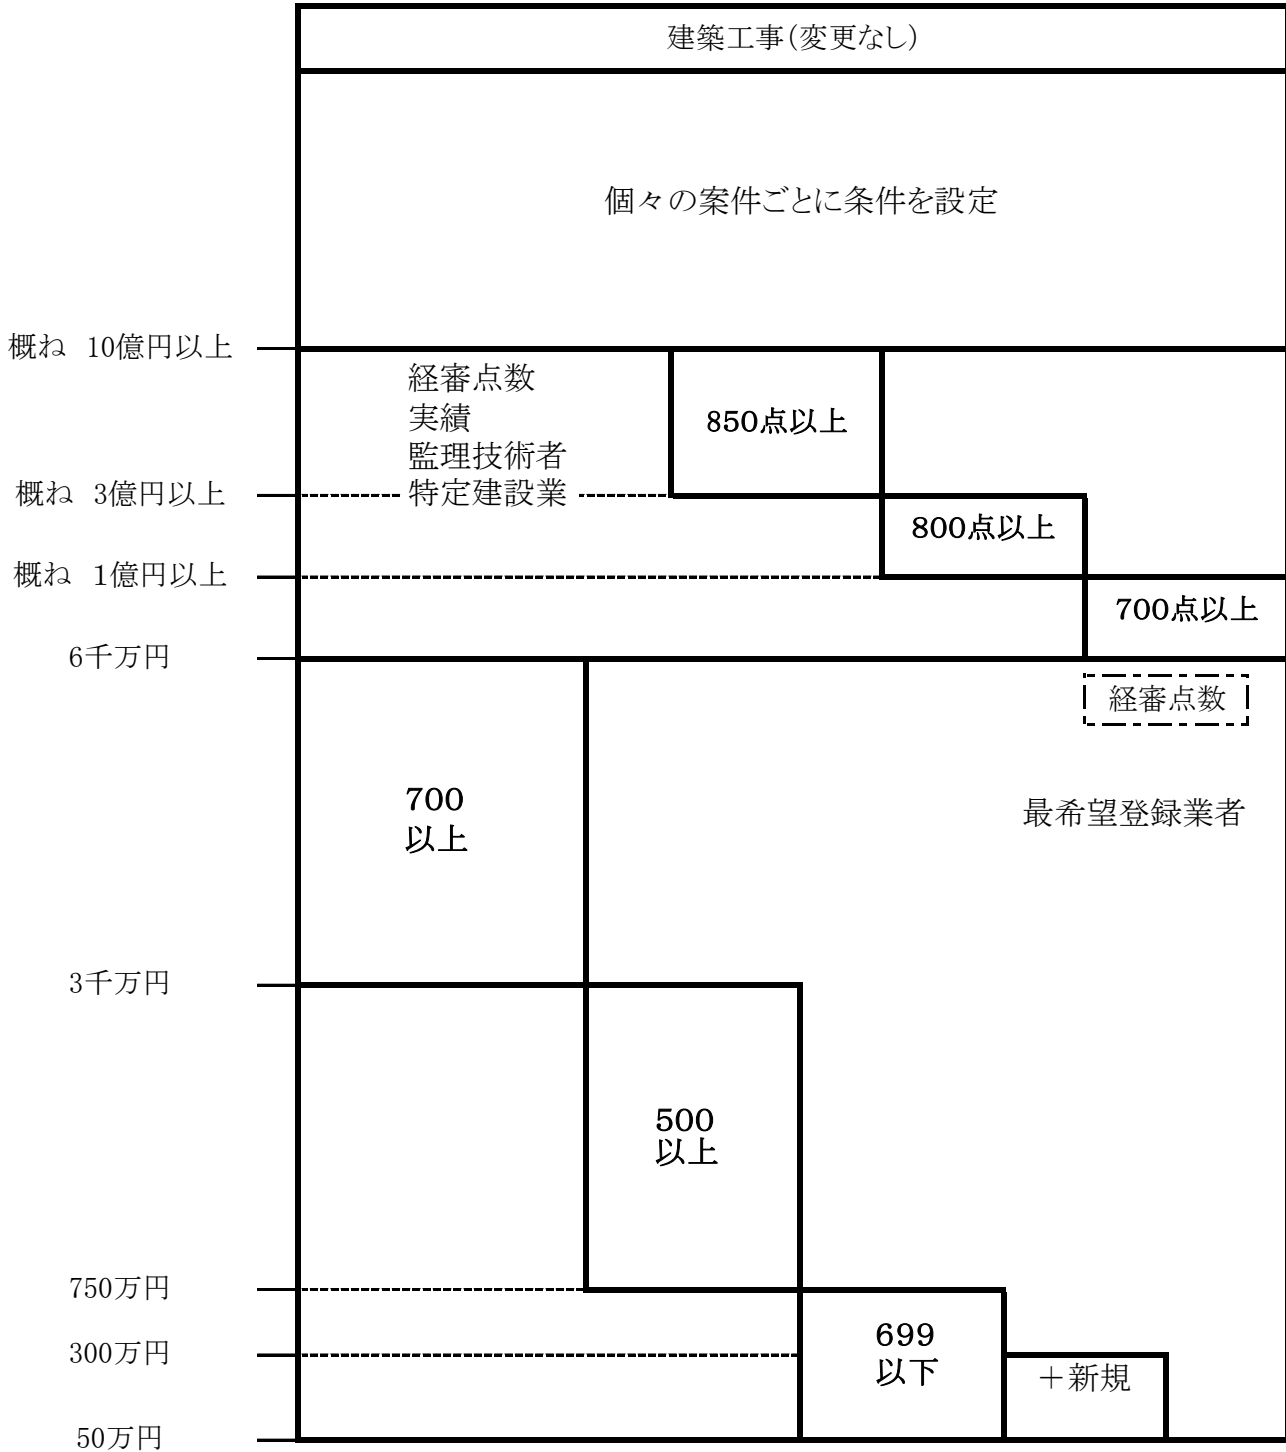 建築工事(変更なし)
個々の案件ごとに条件を設定
概ね 10億円以上
経審点数
実績
監理技術者
特定建設業
850点以上
概ね 3億円以上
800点以上
概ね 1億円以上
700点以上
6千万円
経審点数
700
以上
最希望登録業者
3千万円
500
以上
750万円
699
以下
300万円
+新規
50万円